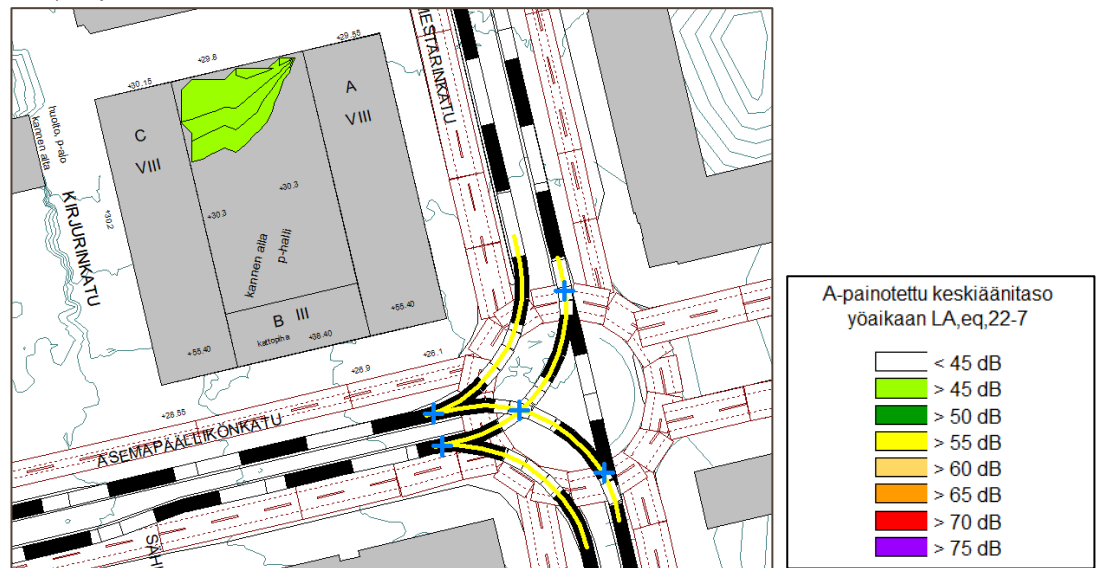 +29.8
+29.55
+30.15
MESTARINKATU
A
VIII
C
VIII
huolto, p-alo
kannen alta
KIRJURINKATU
+30.2
+30,3
+30,3
kannen alla
p-halli
B III
kattopiha +38.40
+55.40
+55.40
+28.1
+28.9
+28.55
ASEMAPÄÄLLIKÖNKATU
A-painotettu keskiäänitaso
yöaikaan LA,eq,22-7
< 45 dB
> 45 dB
> 50 dB
> 55 dB
> 60 dB
> 65 dB
> 70 dB
> 75 dB